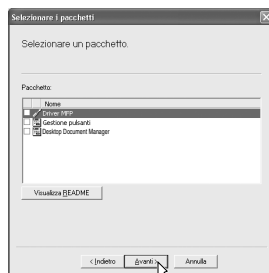 Selezionare i pacchetti
Selezionare un pacchetto.
Pacchetto:
Nome
Driver MFP
Gestione pulsanti
Desktop Document Manager
Visualizza README
< Indietro
Avanti >
Annulla